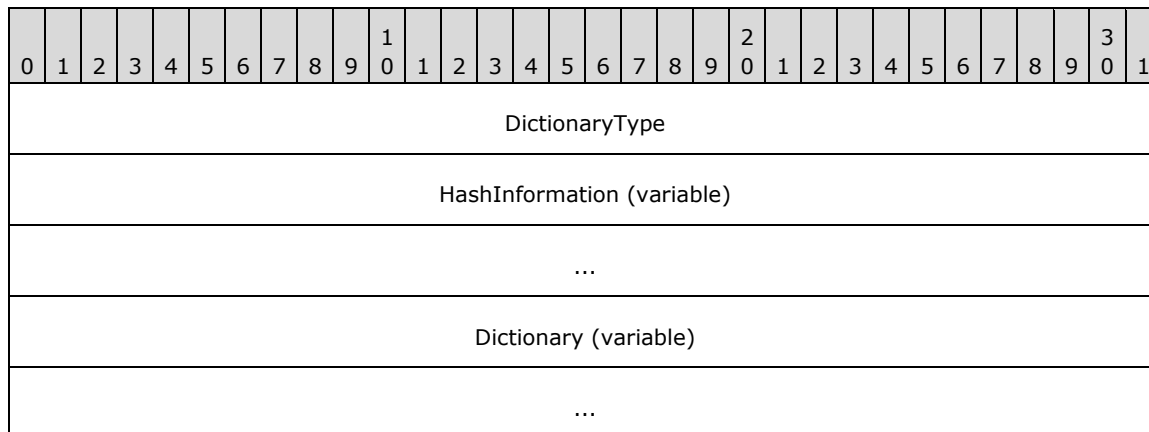 1 2 3
0 1 2 3 4 5 6 7 8 9 0 1 2 3 4 5 6 7 8 9 0 1 2 3 4 5 6 7 8 9 0 1
DictionaryType
HashInformation (variable)
...
Dictionary (variable)
...